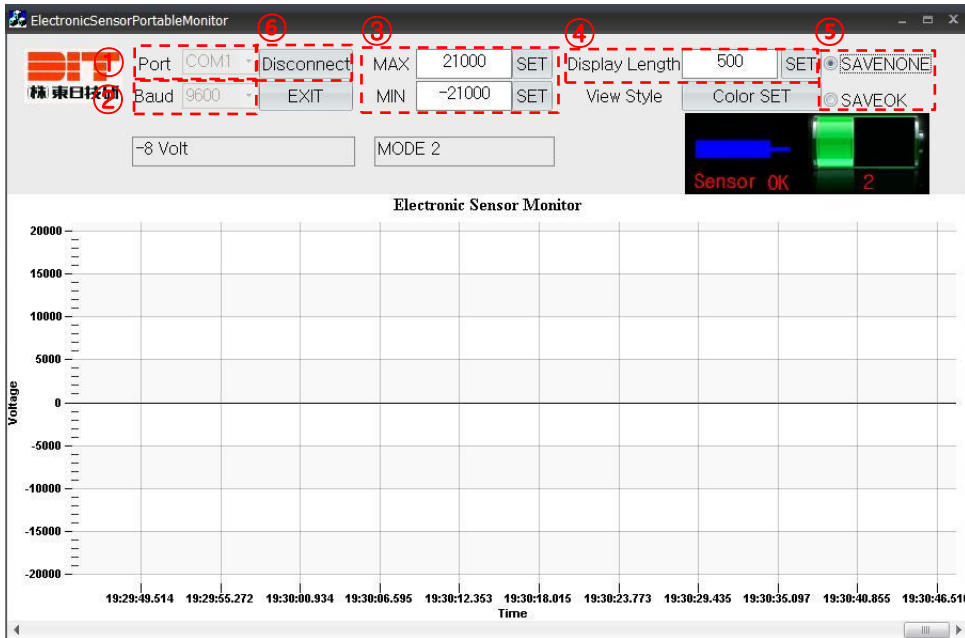 ElectronicSensorPortableMonitor
⑥ ③ ④ ⑤
DIT
(株)東日技研
① Port COM1 Disconnect MAX 21000 SET Display Length 500 SET SAVENONE
② Baud 9600 EXIT MIN -21000 SET View Style Color SET SAVEOK
-8 Volt MODE 2
Sensor OK 2
Electronic Sensor Monitor
20000
15000
10000
5000
0
-5000
-10000
-15000
-20000
Voltage
19:29:49.514 19:29:55.272 19:30:00.934 19:30:06.595 19:30:12.353 19:30:18.015 19:30:23.773 19:30:29.435 19:30:35.097 19:30:40.855 19:30:46.516
Time